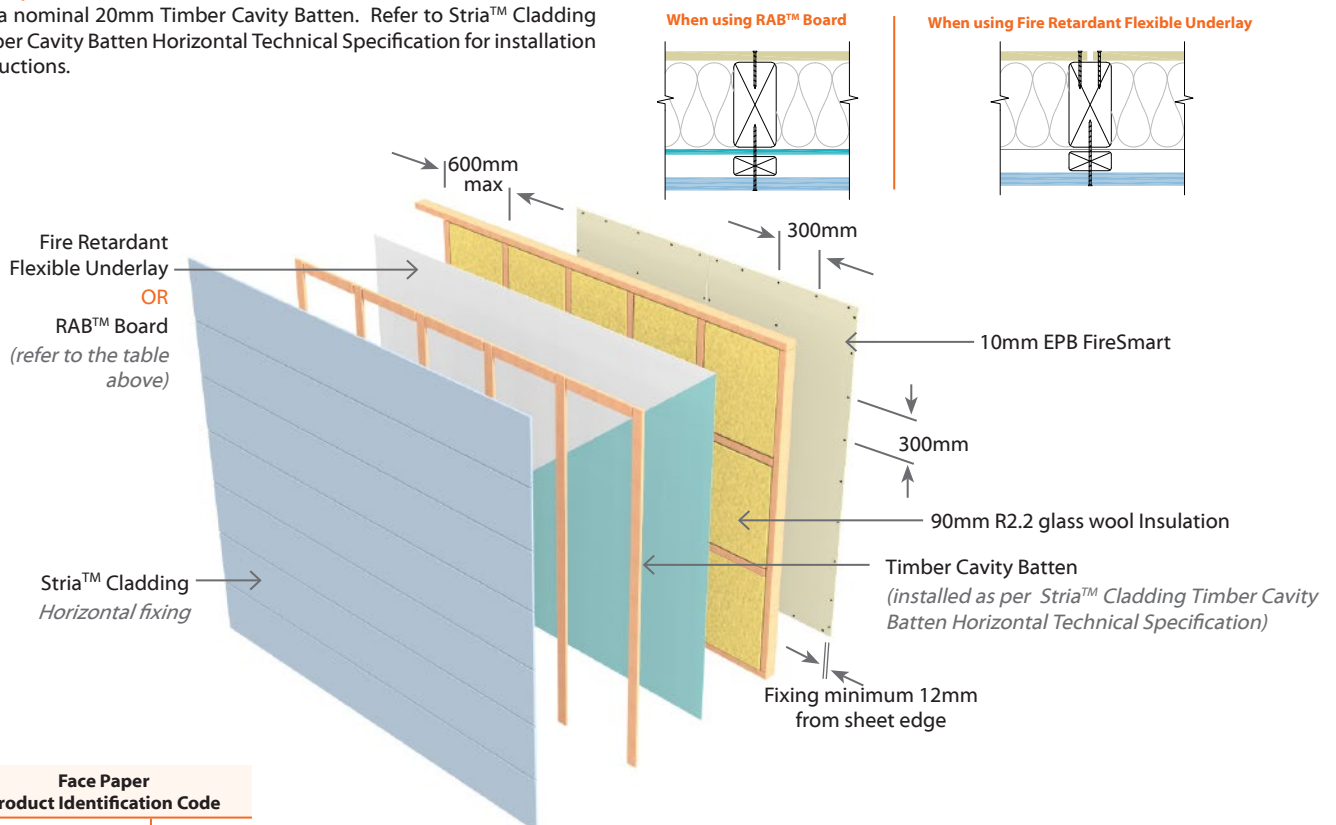 a nominal 20mm Timber Cavity Batten. Refer to Stria™ Cladding
Cavity Batten Horizontal Technical Specification for installation
When using RAB™ Board
When using Fire Retardant Flexible Underlay
600mm
max
300mm
Fire Retardant
Flexible Underlay
OR
RAB™ Board
(refer to the table
above)
10mm EPB FireSmart
300mm
90mm R2.2 glass wool Insulation
Timber Cavity Batten
(installed as per Stria™ Cladding Timber Cavity
Batten Horizontal Technical Specification)
Stria™ Cladding
Horizontal fixing
Fixing minimum 12mm
from sheet edge
Face Paper
Identification Code